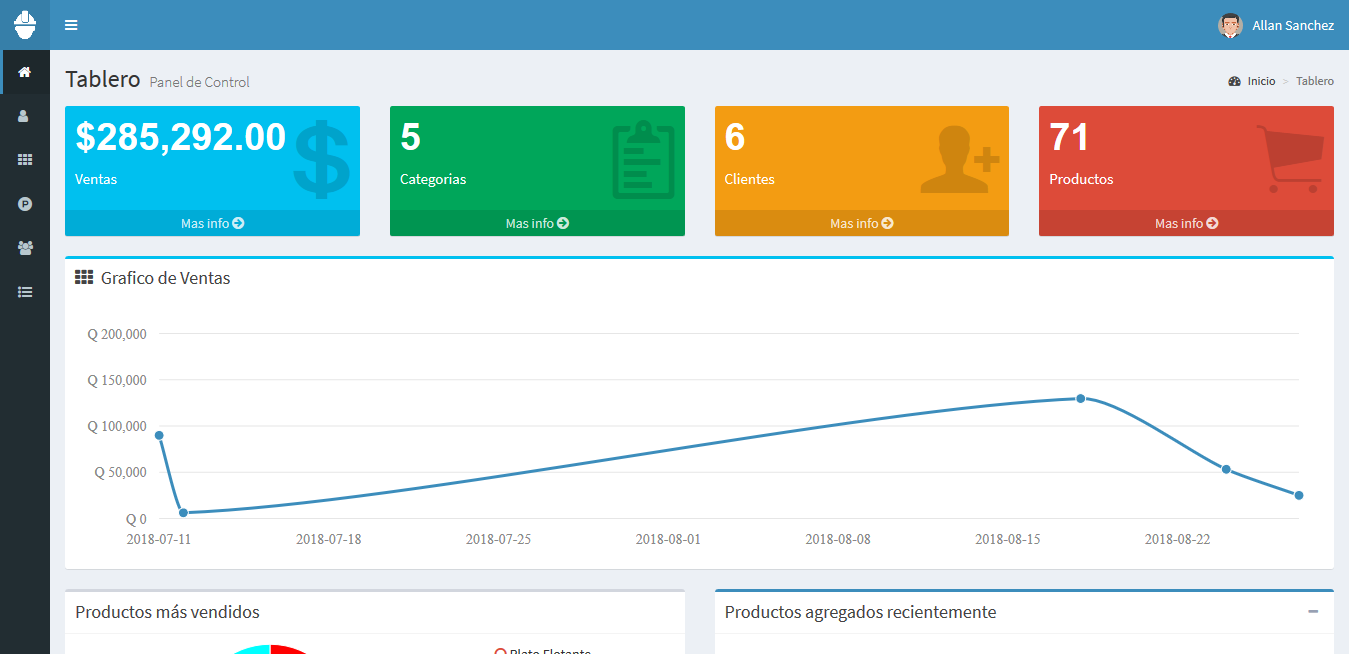 Allan Sanchez
Tablero Panel de Control
Inicio > Tablero
$285,292.00
Ventas
Mas info
5
Categorias
Mas info
6
Clientes
Mas info
71
Productos
Mas info
Grafico de Ventas
Q 200,000
Q 150,000
Q 100,000
Q 50,000
Q 0
2018-07-11 2018-07-18 2018-07-25 2018-08-01 2018-08-08 2018-08-15 2018-08-22
Productos más vendidos
Plato Flotante
Productos agregados recientemente